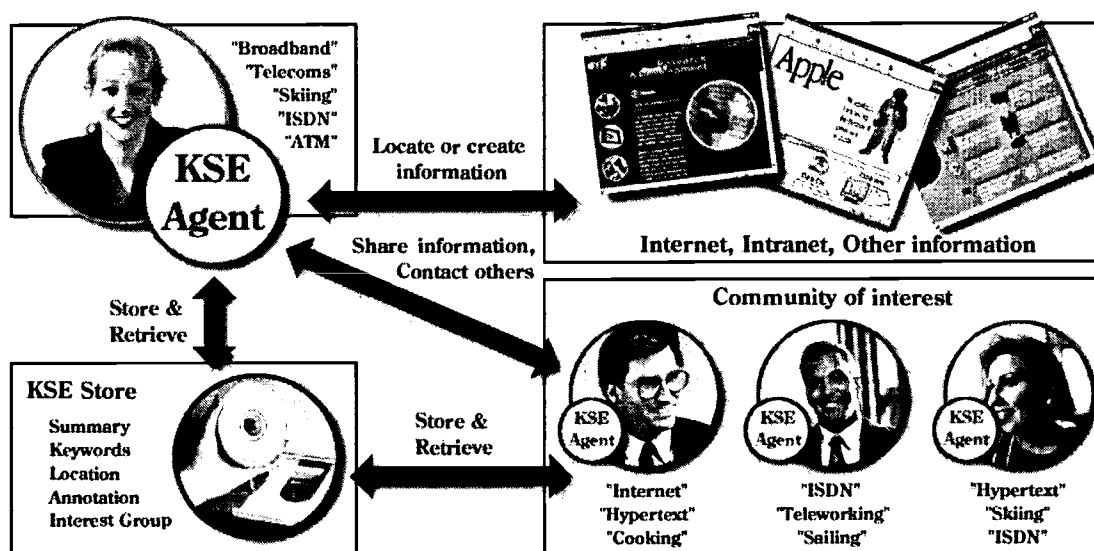 "Broadband"
"Telecoms"
"Skiing"
"ISDN"
"ATM"
KSE
Agent
Locate or create
information
Apple
Internet, Intranet, Other information
Share information,
Contact others
Store &
Retrieve
Community of interest
KSE
Agent
KSE
Agent
KSE
Agent
"Internet"
"Hypertext"
"Cooking"
"ISDN"
"Teleworking"
"Sailing"
"Hypertext"
"Skiing"
"ISDN"
KSE Store
Summary
Keywords
Location
Annotation
Interest Group
Store &
Retrieve